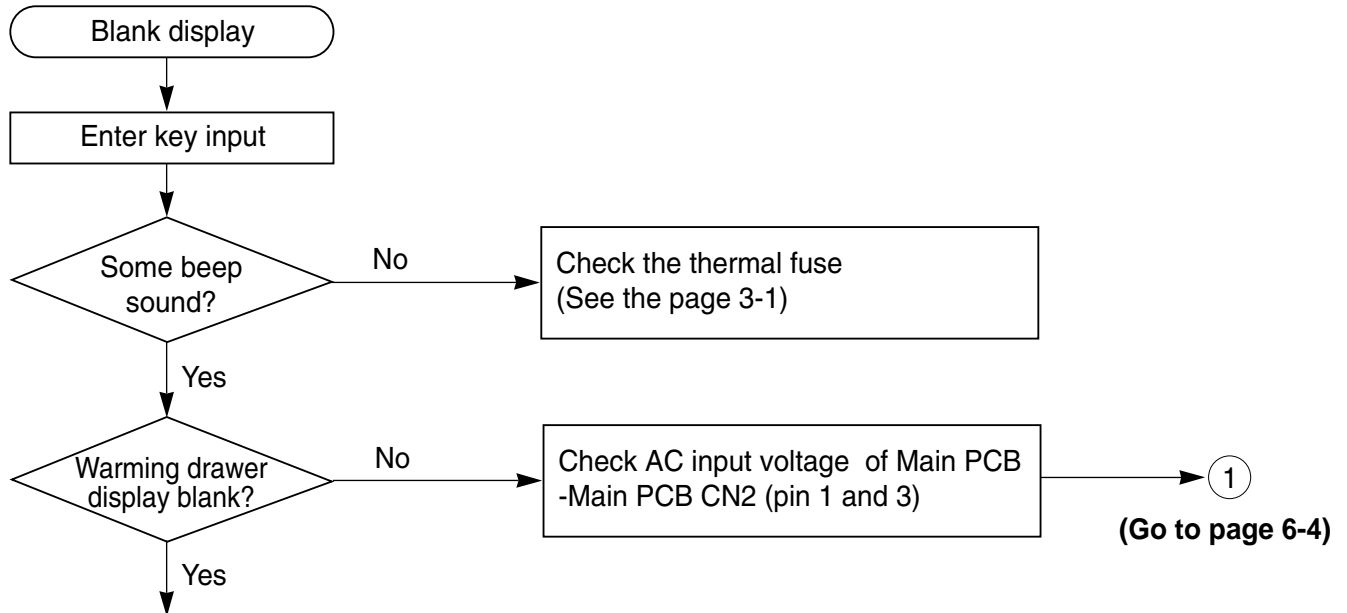 Blank display
Enter key input
Some beep
sound?
No
Check the thermal fuse
(See the page 3-1)
Yes
Warming drawer
display blank?
No
Check AC input voltage  of Main PCB
-Main PCB CN2 (pin 1 and 3)
1
(Go to page 6-4)
Yes